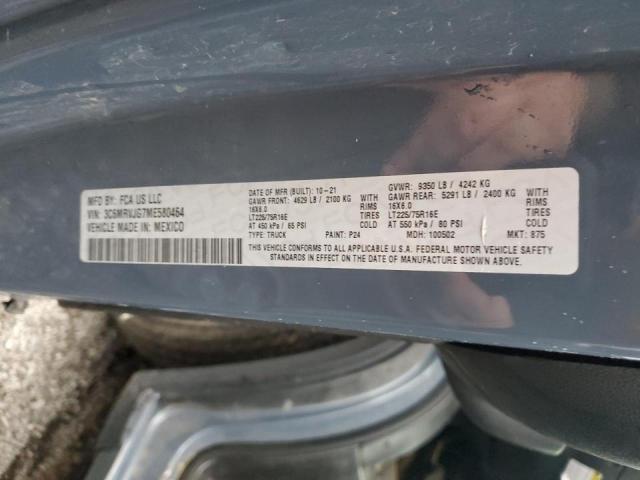 MFD BY: FCA US LLC
VIN: 3C6MRVJG7ME580464
VEHICLE MADE IN: MEXICO
DATE OF MFR (BUILT): 10-21
GAWR FRONT: 4629 LB / 2100 KG
16X6.0 RIMS
LT225/75R16E TIRES
AT 450 kPa / 65 PSI COLD
TYPE: TRUCK PAINT: P24
GVWR: 9350 LB / 4242 KG
GAWR REAR: 5291 LB / 2400 KG
16X6.0 RIMS
LT225/75R16E TIRES
AT 550 kPa / 80 PSI COLD
MDH: 100502 MKT: 875
THIS VEHICLE CONFORMS TO ALL APPLICABLE U.S.A. FEDERAL MOTOR VEHICLE SAFETY
STANDARDS IN EFFECT ON THE DATE OF MANUFACTURE SHOWN ABOVE.